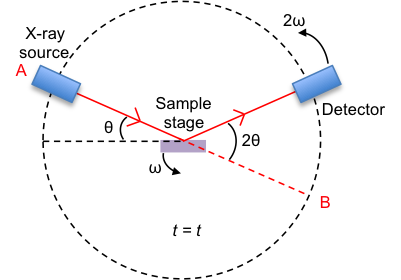 X-ray
source
A
2ω
Sample
stage
Detector
θ
2θ
ω
B
t = t